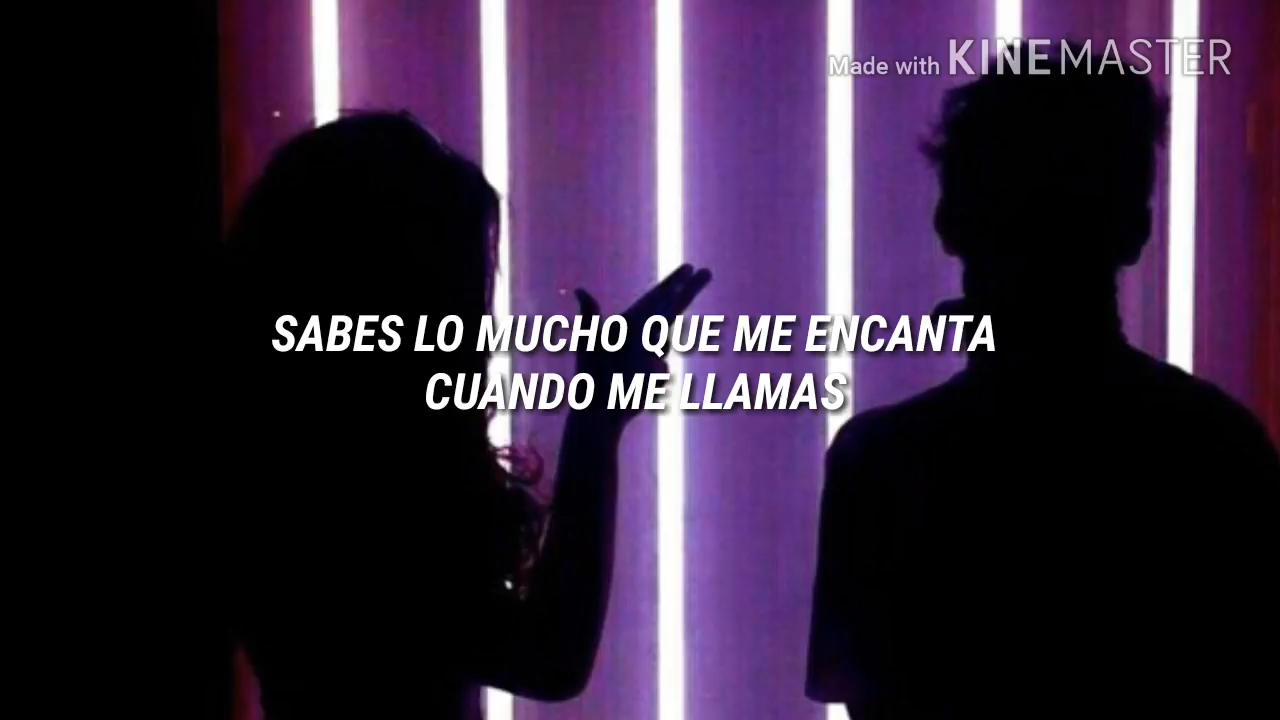 Made with KINEMASTER
SABES LO MUCHO QUE ME ENCANTA
CUANDO ME LLAMAS